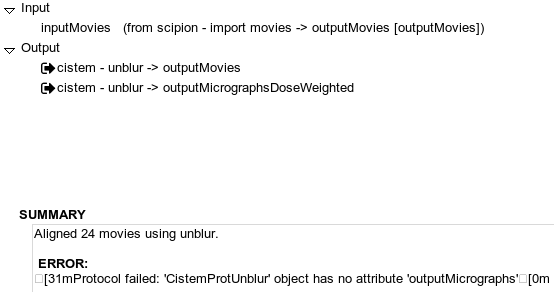 Input
inputMovies (from scipion - import movies -> outputMovies [outputMovies])
Output
cistem - unblur -> outputMovies
cistem - unblur -> outputMicrographsDoseWeighted
SUMMARY
Aligned 24 movies using unblur.
ERROR:
□[31mProtocol failed: 'CistemProtUnblur' object has no attribute 'outputMicrographs'□[0m